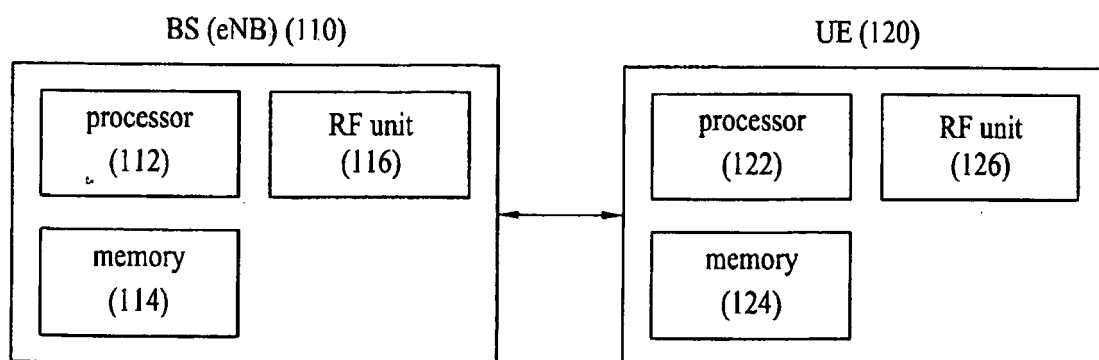 BS (eNB) (110)
processor
(112)
RF unit
(116)
memory
(114)
UE (120)
processor
(122)
RF unit
(126)
memory
(124)